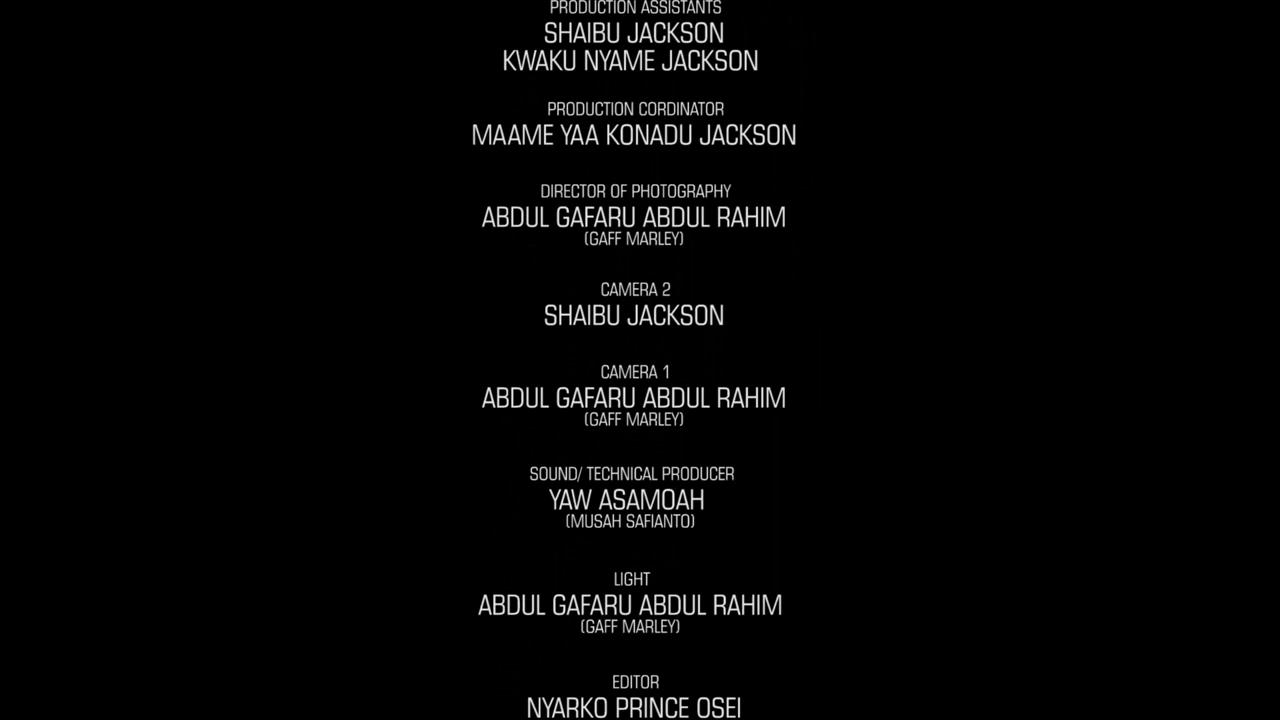 PRODUCTION ASSISTANTS
SHAIBU JACKSON
KWAKU NYAME JACKSON
PRODUCTION CORDINATOR
MAAME YAA KONADU JACKSON
DIRECTOR OF PHOTOGRAPHY
ABDUL GAFARU ABDUL RAHIM
(GAFF MARLEY)
CAMERA 2
SHAIBU JACKSON
CAMERA 1
ABDUL GAFARU ABDUL RAHIM
(GAFF MARLEY)
SOUND/ TECHNICAL PRODUCER
YAW ASAMOAH
(MUSAH SAFIANTO)
LIGHT
ABDUL GAFARU ABDUL RAHIM
(GAFF MARLEY)
EDITOR
NYARKO PRINCE OSEI